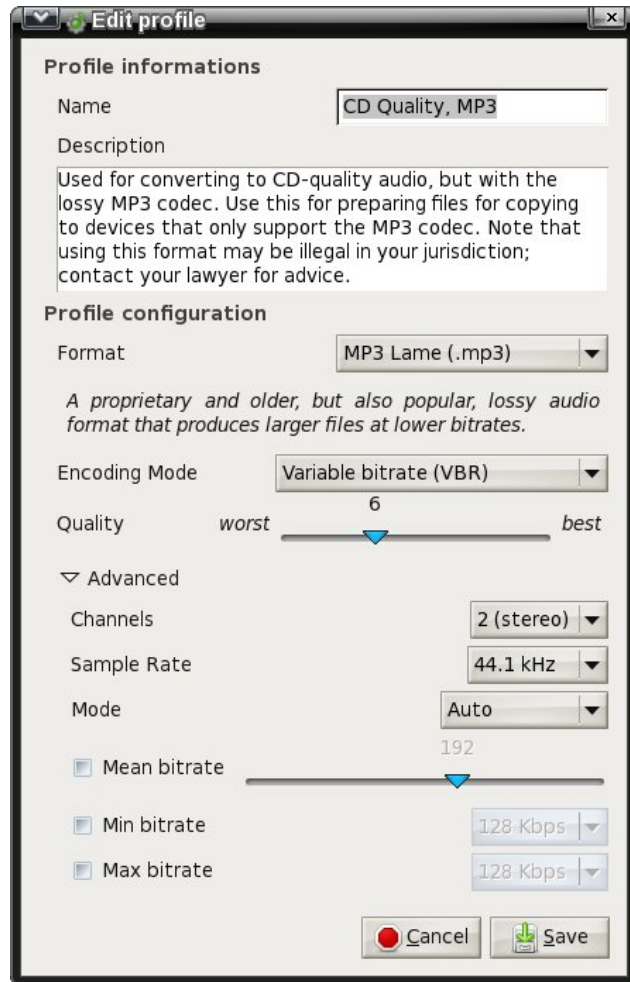 Edit profile
Profile informations
Name
CD Quality, MP3
Description
Used for converting to CD-quality audio, but with the
lossy MP3 codec. Use this for preparing files for copying
to devices that only support the MP3 codec. Note that
using this format may be illegal in your jurisdiction;
contact your lawyer for advice.
Profile configuration
Format
MP3 Lame (.mp3)
A proprietary and older, but also popular, lossy audio
format that produces larger files at lower bitrates.
Encoding Mode
Variable bitrate (VBR)
6
Quality worst best
Advanced
Channels
2 (stereo)
Sample Rate
44.1 kHz
Mode
Auto
192
Mean bitrate
Min bitrate
128 Kbps
Max bitrate
128 Kbps
Cancel
Save